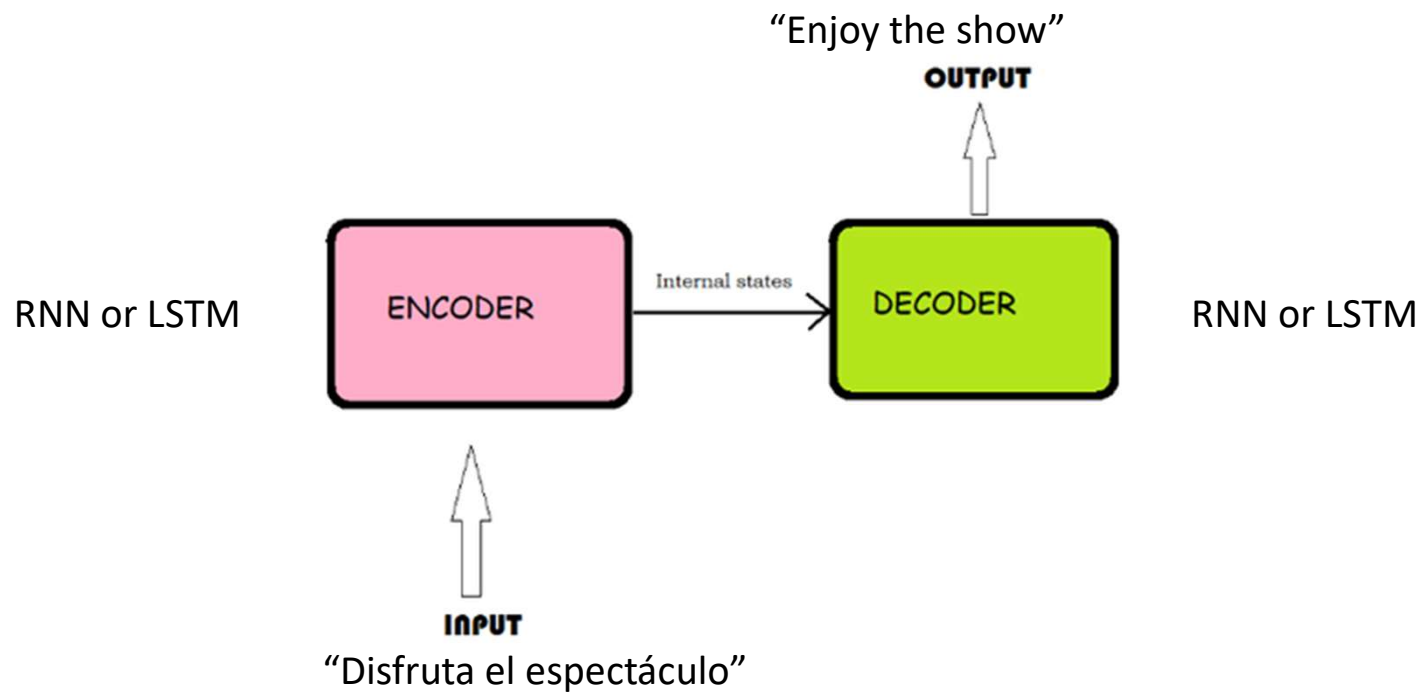 “Enjoy the show”
OUTPUT
Internal states
RNN or LSTM
ENCODER
DECODER
RNN or LSTM
INPUT
“Disfruta el espectáculo”